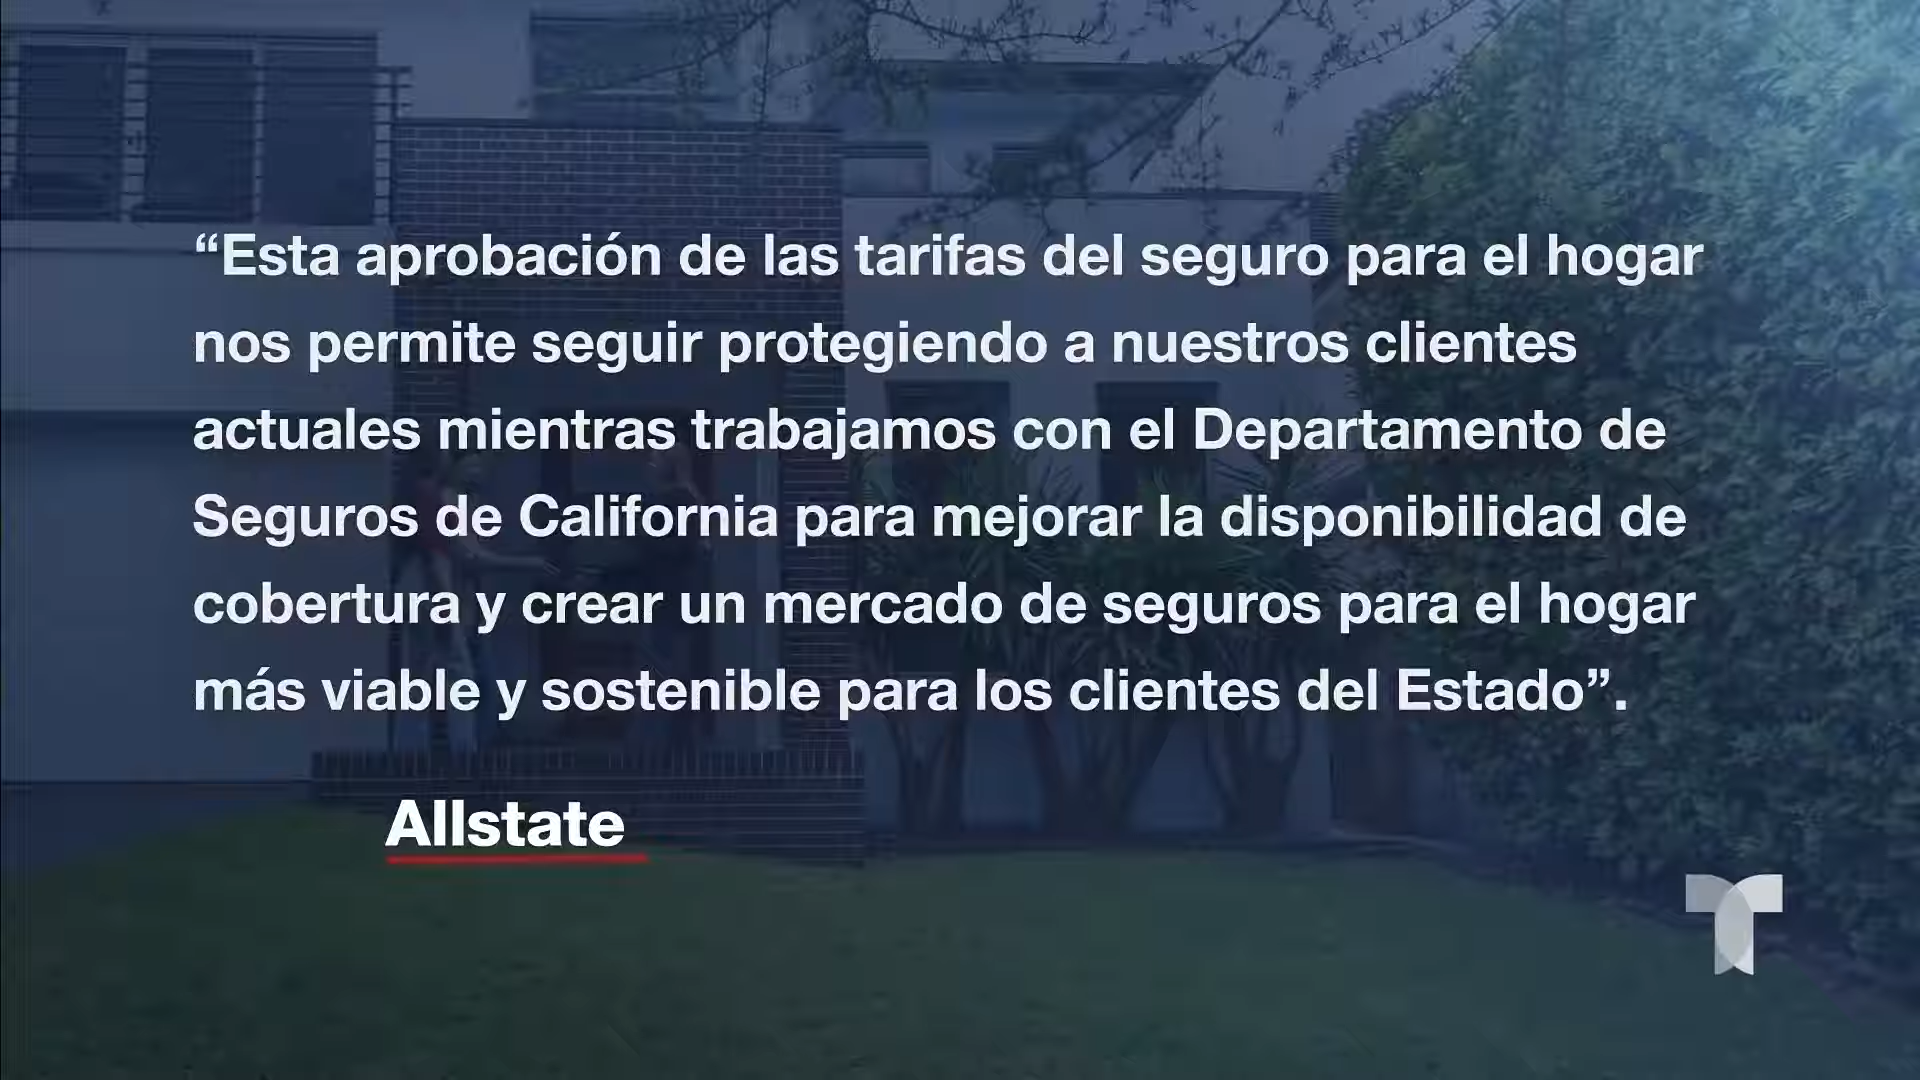 “Esta aprobación de las tarifas del seguro para el hogar
nos permite seguir protegiendo a nuestros clientes
actuales mientras trabajamos con el Departamento de
Seguros de California para mejorar la disponibilidad de
cobertura y crear un mercado de seguros para el hogar
más viable y sostenible para los clientes del Estado”.
Allstate